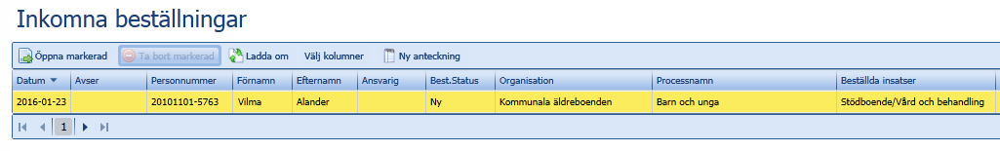 Inkomna beställningar
Öppna markerad Ta bort markerad Ladda om Välj kolumner Ny anteckning
Datum Avser Personnummer Förnamn Efternamn Ansvarig Best.Status Organisation Processnamn Beställda insatser
2016-01-23 20101101-5763 Vilma Alander Ny Kommunala äldreboenden Barn och unga Stödboende/Vård och behandling
1